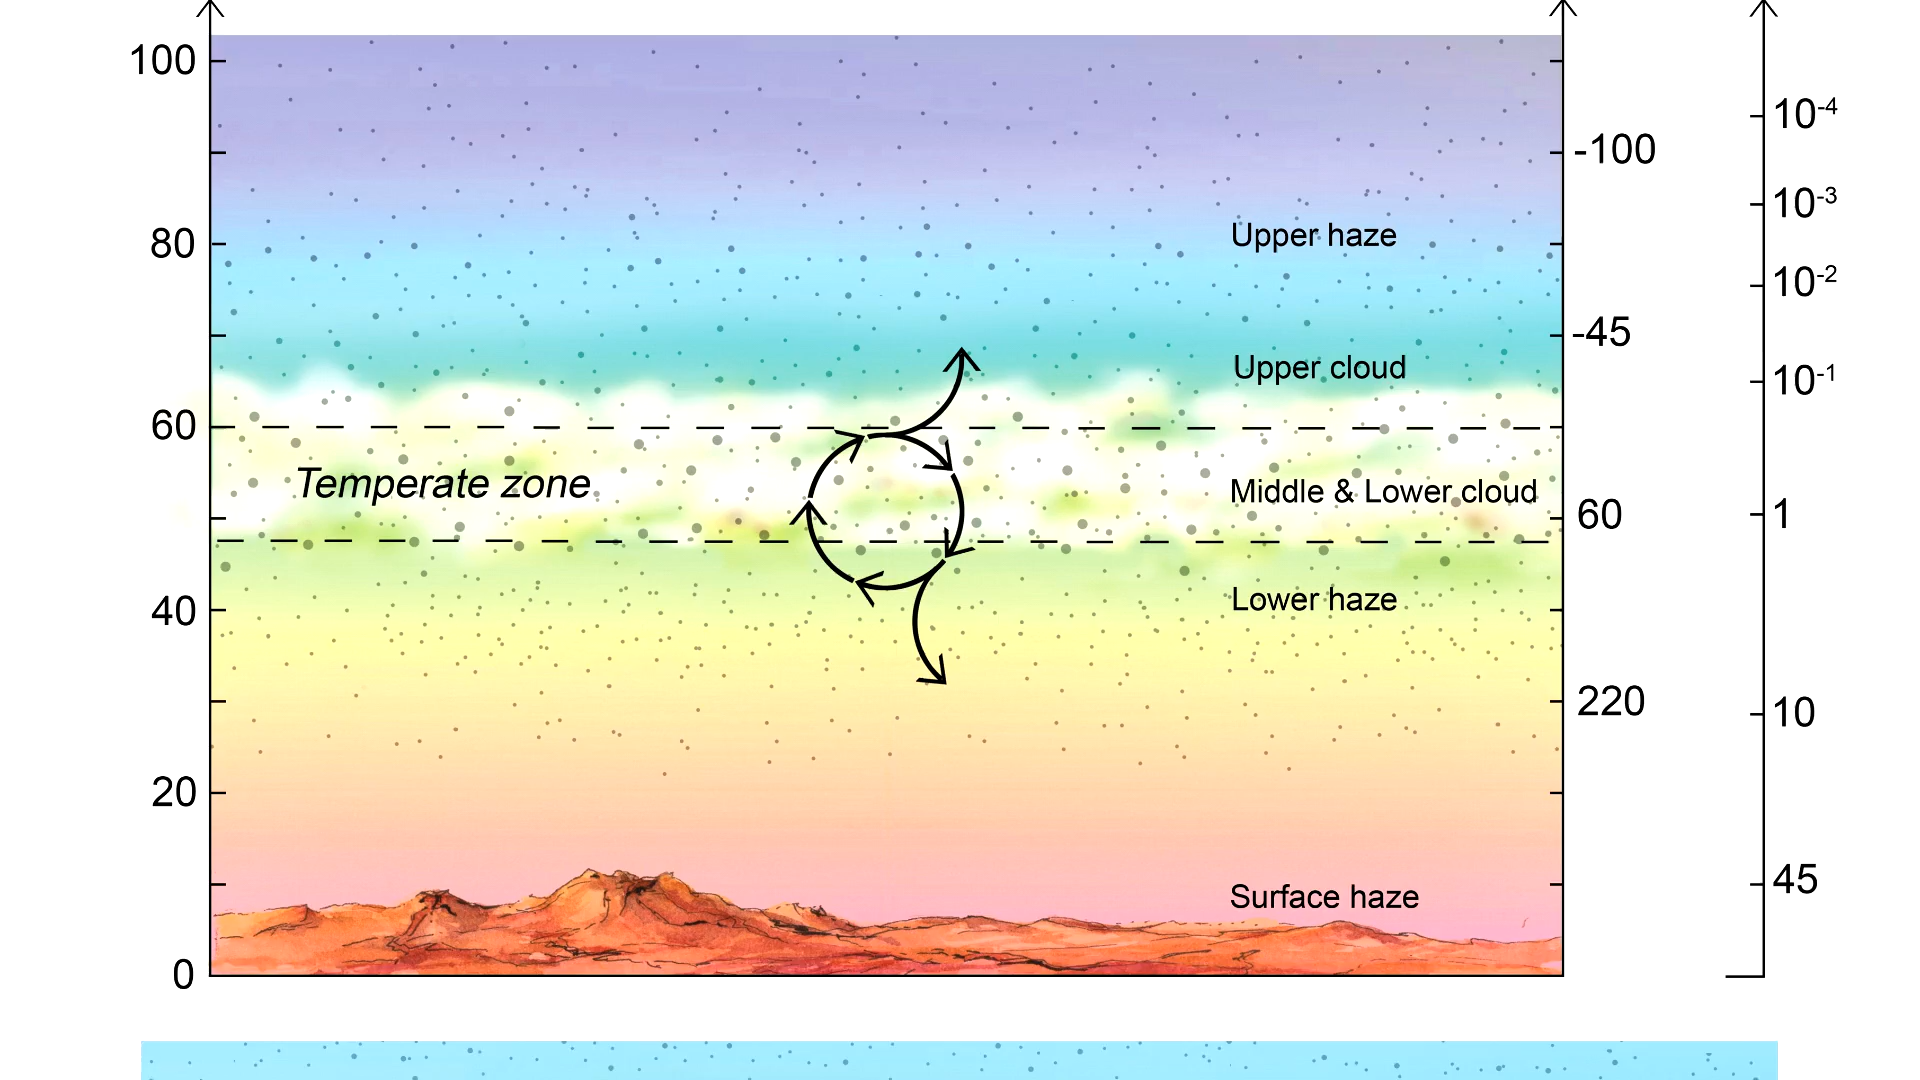 100
80
60
40
20
0
Temperate zone
Upper haze
Upper cloud
Middle & Lower cloud
Lower haze
Surface haze
-100
-45
60
220
10⁻⁴
10⁻³
10⁻²
10⁻¹
1
10
45